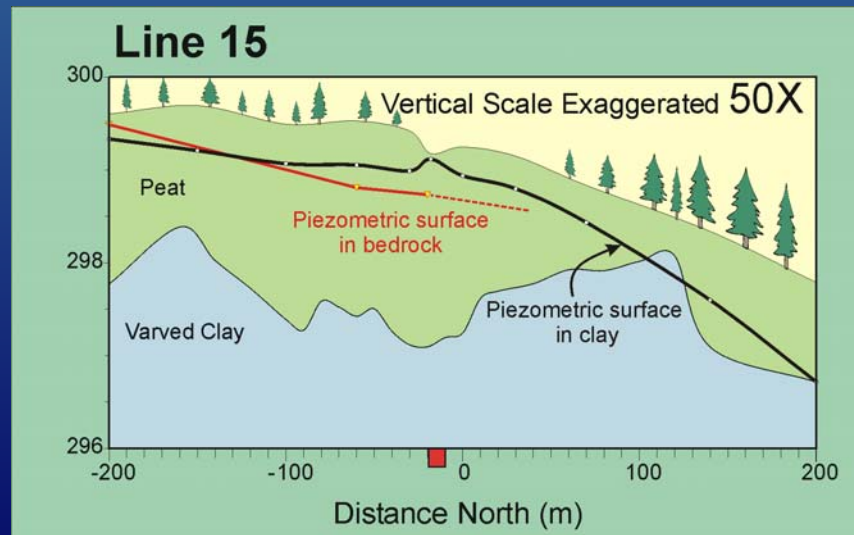 Line 15
300
Vertical Scale Exaggerated 50X
Peat
Piezometric surface
in bedrock
298
Piezometric surface
in clay
Varved Clay
296
-200
-100
0
100
200
Distance North (m)